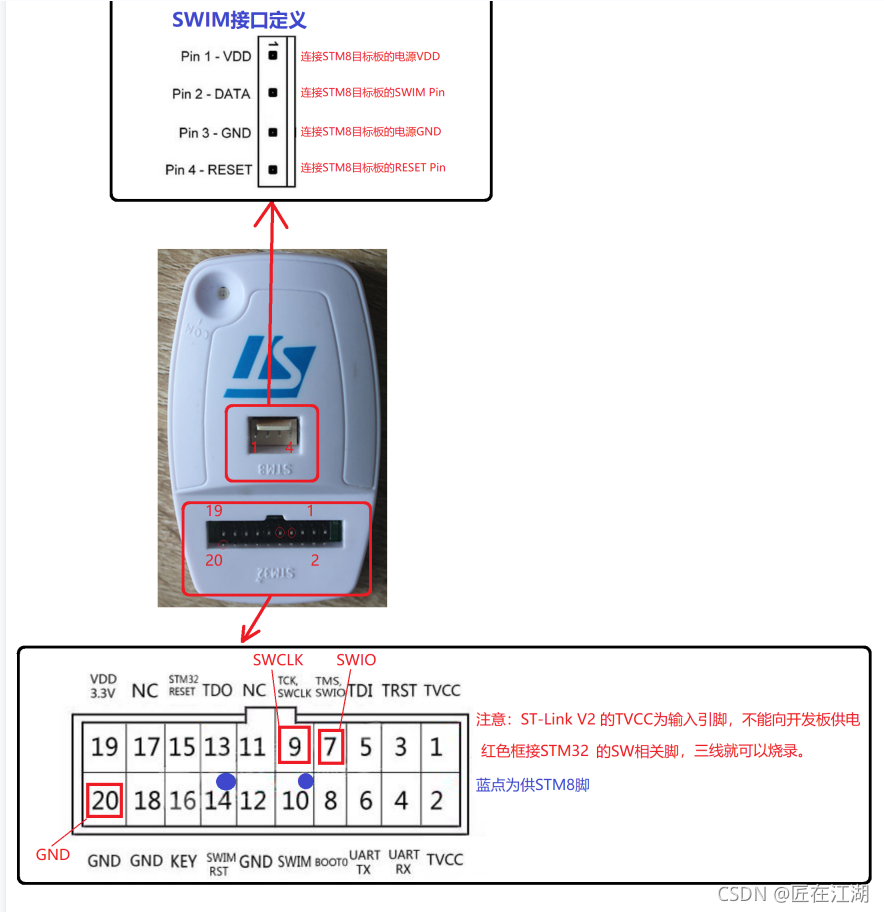 SWIM接口定义
1
Pin 1 - VDD
连接STM8目标板的电源VDD
Pin 2 - DATA
连接STM8目标板的SWIM Pin
Pin 3 - GND
连接STM8目标板的电源GND
Pin 4 - RESET
连接STM8目标板的RESET Pin
1 4
STM8
19 1
20 2
STM32
SWCLK SWIO
VDD 3.3V NC STM32 RESET TDO NC TCK, SWCLK TMS, SWIO TDI TRST TVCC
19 17 15 13 11 9 7 5 3 1
20 18 16 14 12 10 8 6 4 2
GND
GND GND KEY SWIM RST GND SWIM BOOT0 UART TX UART RX TVCC
注意：ST-Link V2 的TVCC为输入引脚，不能向开发板供电
红色框接STM32 的SW相关脚，三线就可以烧录。
蓝点为供STM8脚
CSDN @匠在江湖